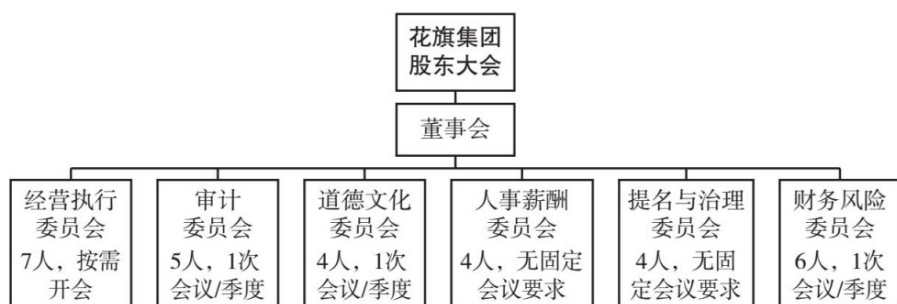 花旗集团
股东大会
董事会
经营执行
委员会
7人，按需
开会
审计
委员会
5人，1次
会议/季度
道德文化
委员会
4人，1次
会议/季度
人事薪酬
委员会
4人，无固定
会议要求
提名与治理
委员会
4人，无固
定会议要求
财务风险
委员会
6人，1次
会议/季度